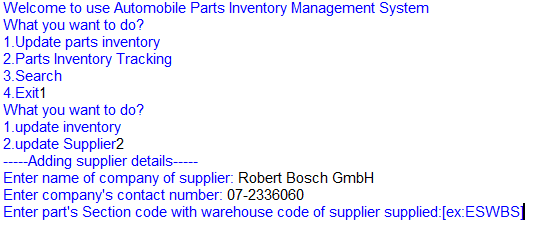 Welcome to use Automobile Parts Inventory Management System
What you want to do?
1.Update parts inventory
2.Parts Inventory Tracking
3.Search
4.Exit1
What you want to do?
1.update inventory
2.update Supplier2
-----Adding supplier details-----
Enter name of company of supplier: Robert Bosch GmbH
Enter company's contact number: 07-2336060
Enter part's Section code with warehouse code of supplier supplied:[ex:ESWBS]